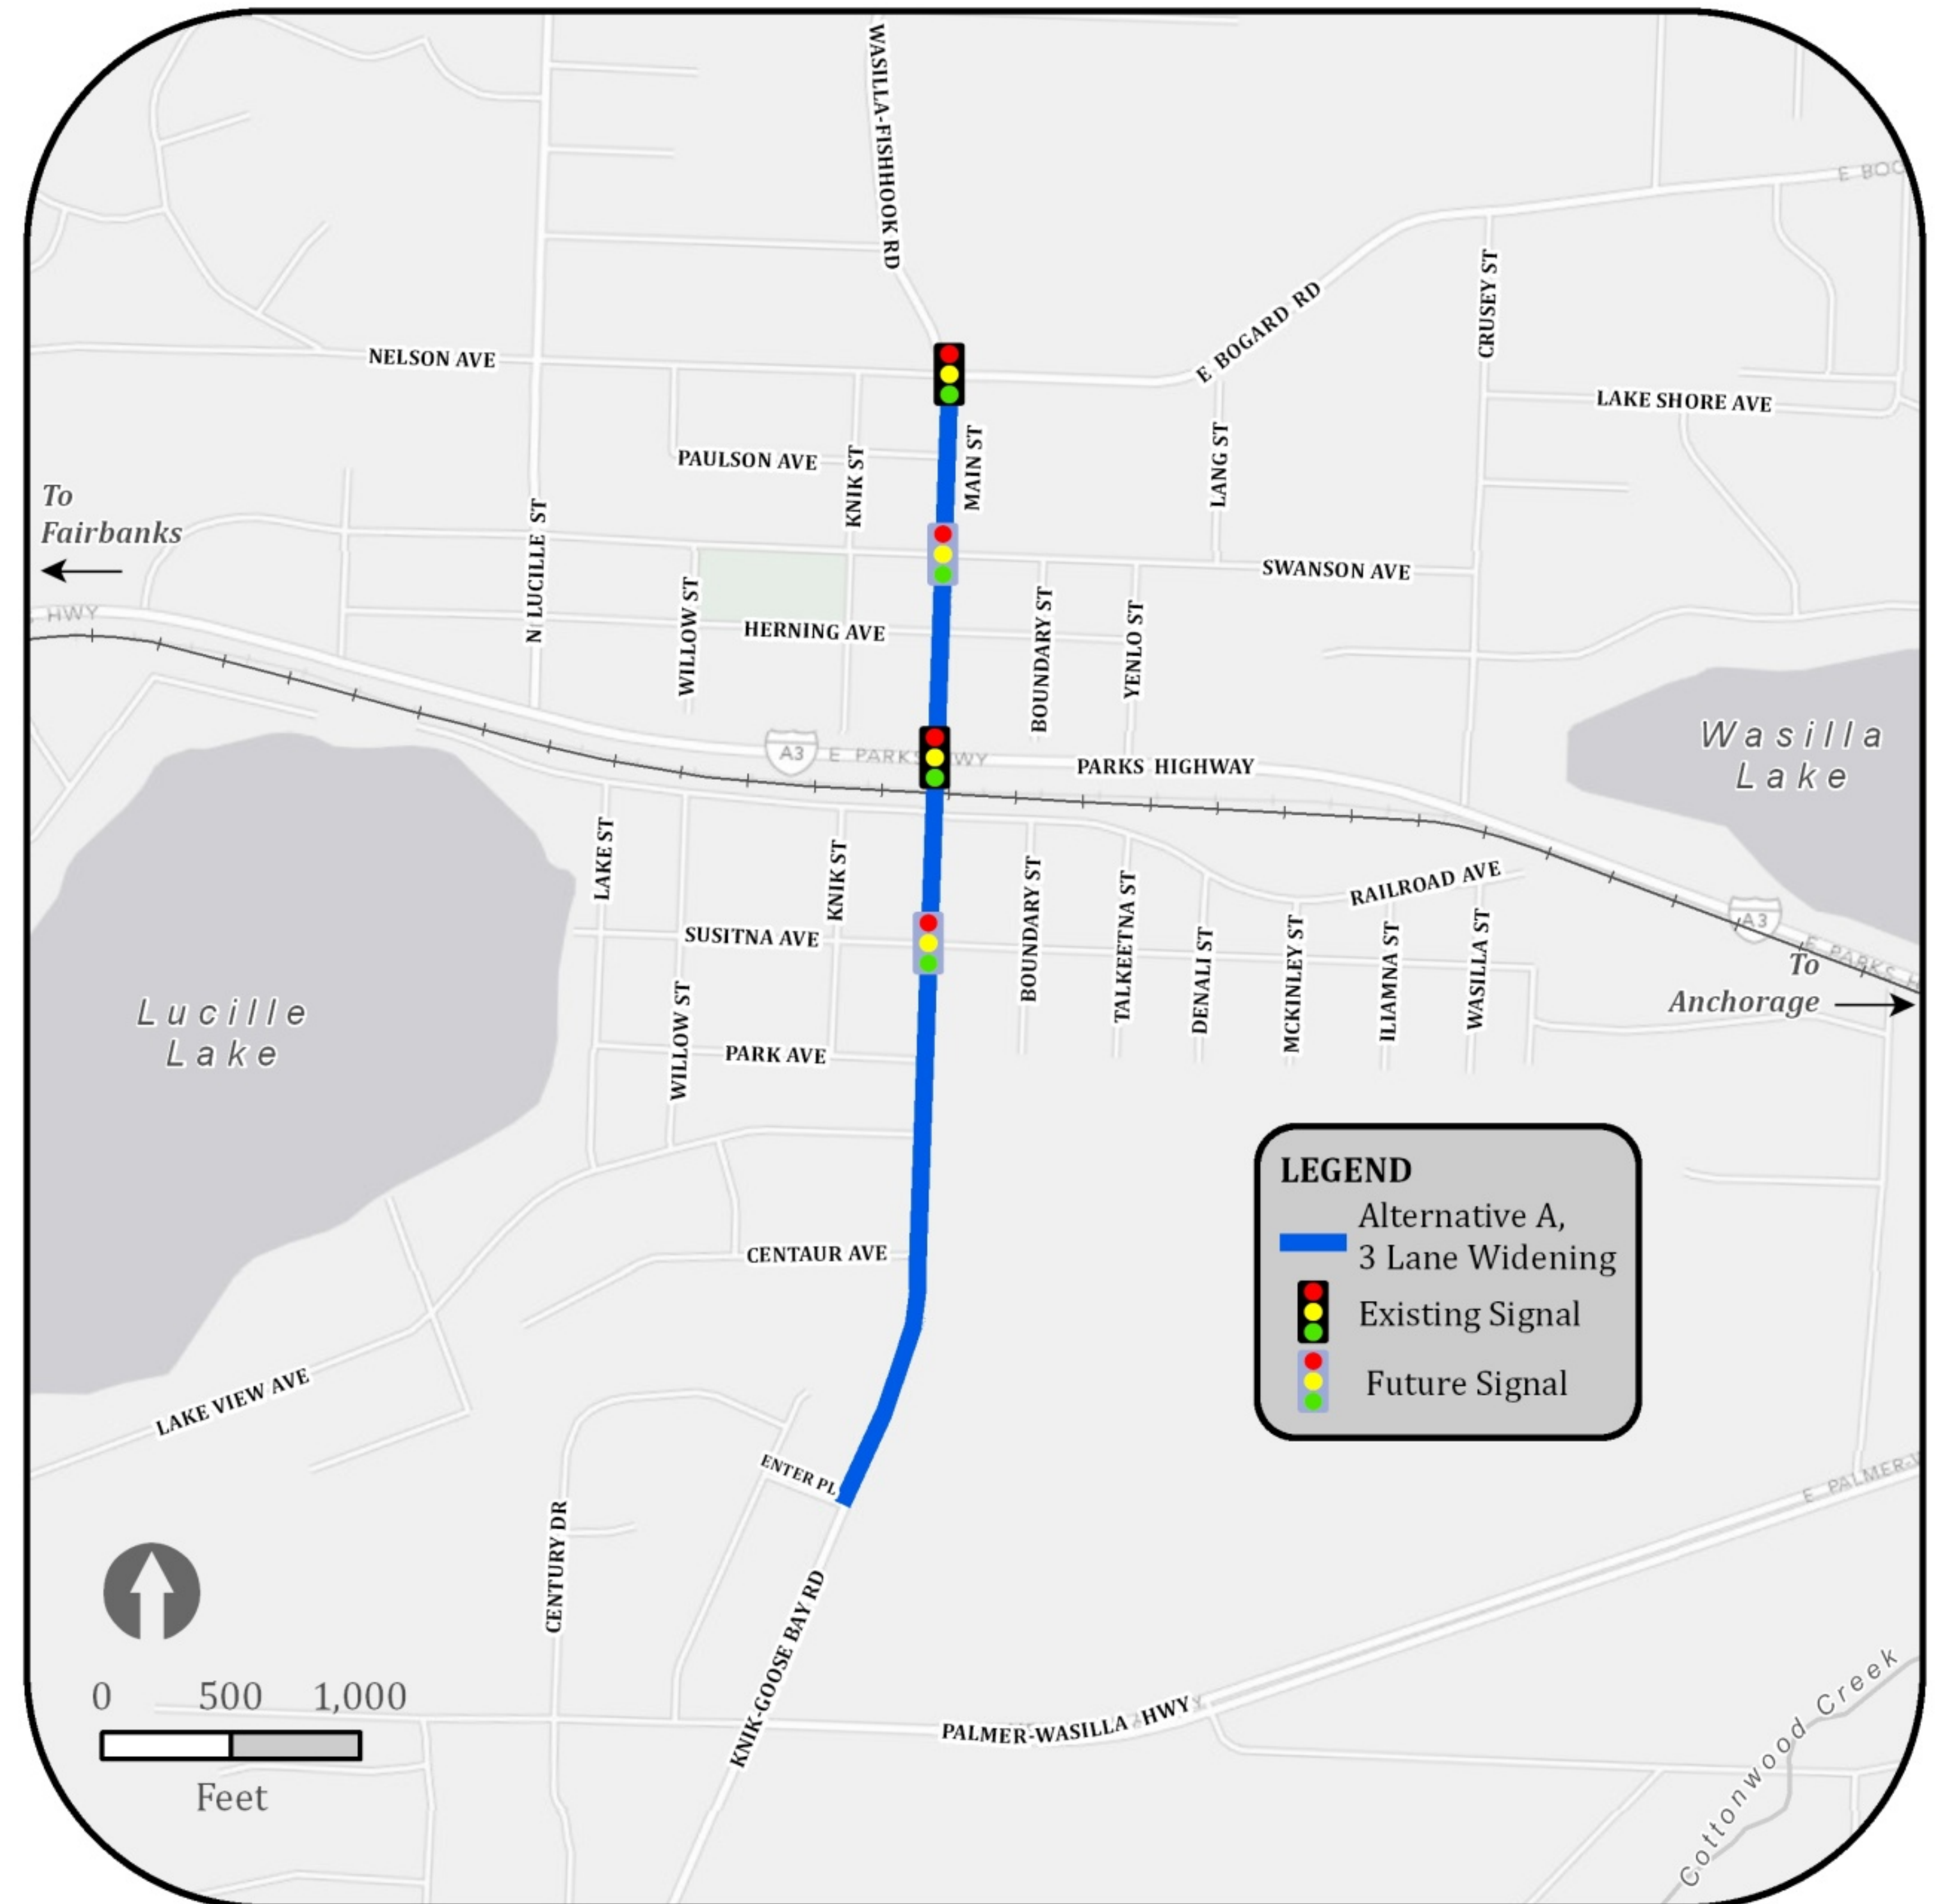 WASILLA-FISHHOOK RD
E BOG
NELSON AVE
E BOGARD RD
CRUSEY ST
LAKE SHORE AVE
PAULSON AVE
KNIK ST
MAIN ST
LANG ST
To
Fairbanks
N LUCILLE ST
SWANSON AVE
HWY
WILLOW ST
HERNING AVE
BOUNDARY ST
YENLO ST
A3
E PARKS HWY
PARKS HIGHWAY
Wasilla
Lake
LAKE ST
KNIK ST
BOUNDARY ST
TALKEETNA ST
RAILROAD AVE
A3
E PARKS H
SUSITNA AVE
DENALI ST
MCKINLEY ST
ILIAMNA ST
WASILLA ST
To
Anchorage
Lucille
Lake
WILLOW ST
PARK AVE
LEGEND
Alternative A,
3 Lane Widening
Existing Signal
Future Signal
CENTAUR AVE
LAKE VIEW AVE
ENTER PL
CENTURY DR
E PALMER-W
KNIK-GOOSE BAY RD
PALMER-WASILLA HWY
Cottonwood Creek
0 500 1,000
Feet